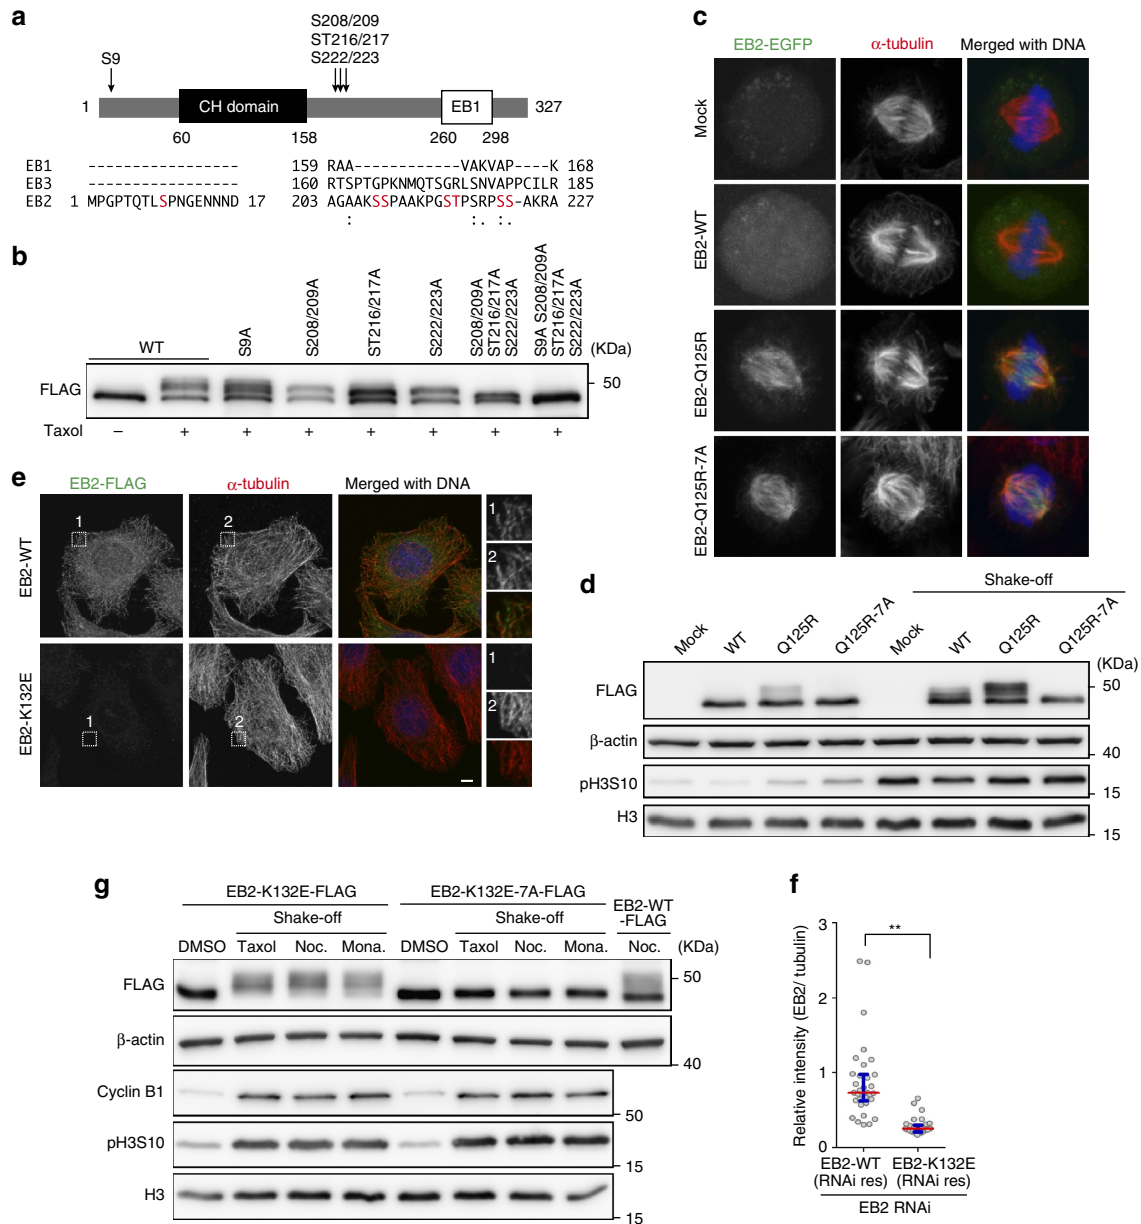 a
S208/209
ST216/217
S222/223
S9
1
CH domain
EB1
327
60
158
260
298
EB1 ------------------ 159 RAA------------VAKVAP----K 168
EB3 ------------------ 160 RTSPTGPKNMQTSGRLSNVAPPCILR 185
EB2 1 MPGPTQTLSPNGENNND 17 203 AGAAKSSPAAKPGSTPSRPSS-AKRA 227
: :. :.
b
WT
S9A
S208/209A
ST216/217A
S222/223A
S208/209A
ST216/217A
S222/223A
S9A S208/209A
ST216/217A
S222/223A
(KDa)
FLAG
50
Taxol
– + + + + + + +
c
EB2-EGFP
α-tubulin
Merged with DNA
Mock
EB2-WT
EB2-Q125R
EB2-Q125R-7A
d
Shake-off
Mock
WT
Q125R
Q125R-7A
Mock
WT
Q125R
Q125R-7A
(KDa)
FLAG
50
β-actin
40
pH3S10
15
H3
15
e
EB2-FLAG
α-tubulin
Merged with DNA
EB2-WT
1
2
1
2
EB2-K132E
1
2
1
2
f
Relative intensity (EB2/ tubulin)
3
2
1
0
**
EB2-WT
(RNAi res)
EB2-K132E
(RNAi res)
EB2 RNAi
g
EB2-K132E-FLAG
EB2-K132E-7A-FLAG
EB2-WT
-FLAG
Shake-off
Shake-off
DMSO Taxol Noc. Mona. DMSO Taxol Noc. Mona. Noc. (KDa)
FLAG
50
β-actin
40
Cyclin B1
50
pH3S10
15
H3
15